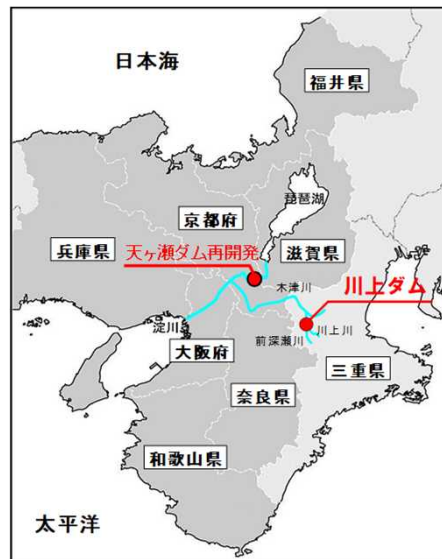 日本海
福井県
琵琶湖
京都府
兵庫県
天ヶ瀬ダム再開発
滋賀県
木津川
川上ダム
淀川
前深瀬川
川上川
大阪府
三重県
奈良県
和歌山県
太平洋